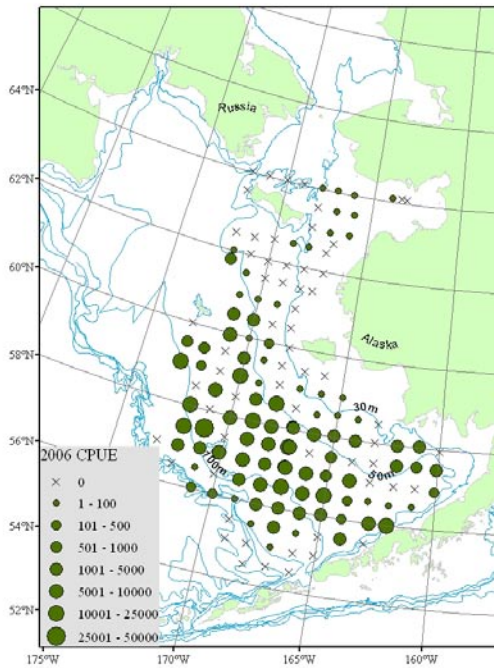 64°N
Russia
62°N
60°N
Alaska
58°N
30m
56°N
50m
700m
2006 CPUE
0
1 - 100
101 - 500
501 - 1000
1001 - 5000
5001 - 10000
10001 - 25000
25001 - 50000
54°N
52°N
175°W
170°W
165°W
160°W